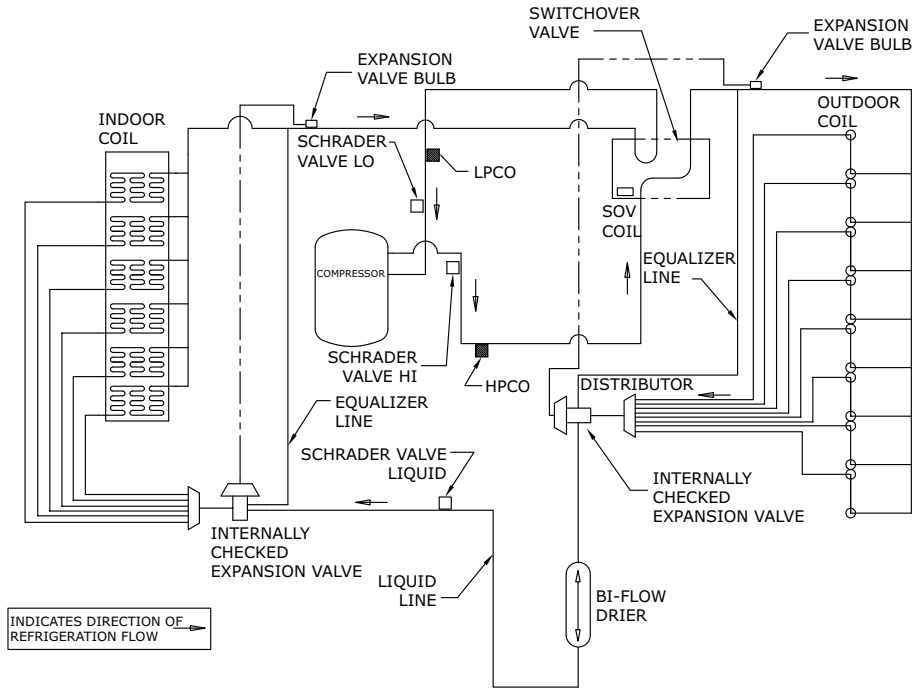 SWITCHOVER
VALVE
EXPANSION
VALVE BULB
EXPANSION
VALVE BULB
INDOOR
COIL
OUTDOOR
COIL
SCHRADER
VALVE LO
LPCO
SOV
COIL
COMPRESSOR
EQUALIZER
LINE
SCHRADER
VALVE HI
HPCO
DISTRIBUTOR
EQUALIZER
LINE
SCHRADER VALVE
LIQUID
INTERNALLY
CHECKED
EXPANSION VALVE
INTERNALLY
CHECKED
EXPANSION VALVE
LIQUID
LINE
BI-FLOW
DRIER
INDICATES DIRECTION OF
REFRIGERATION FLOW